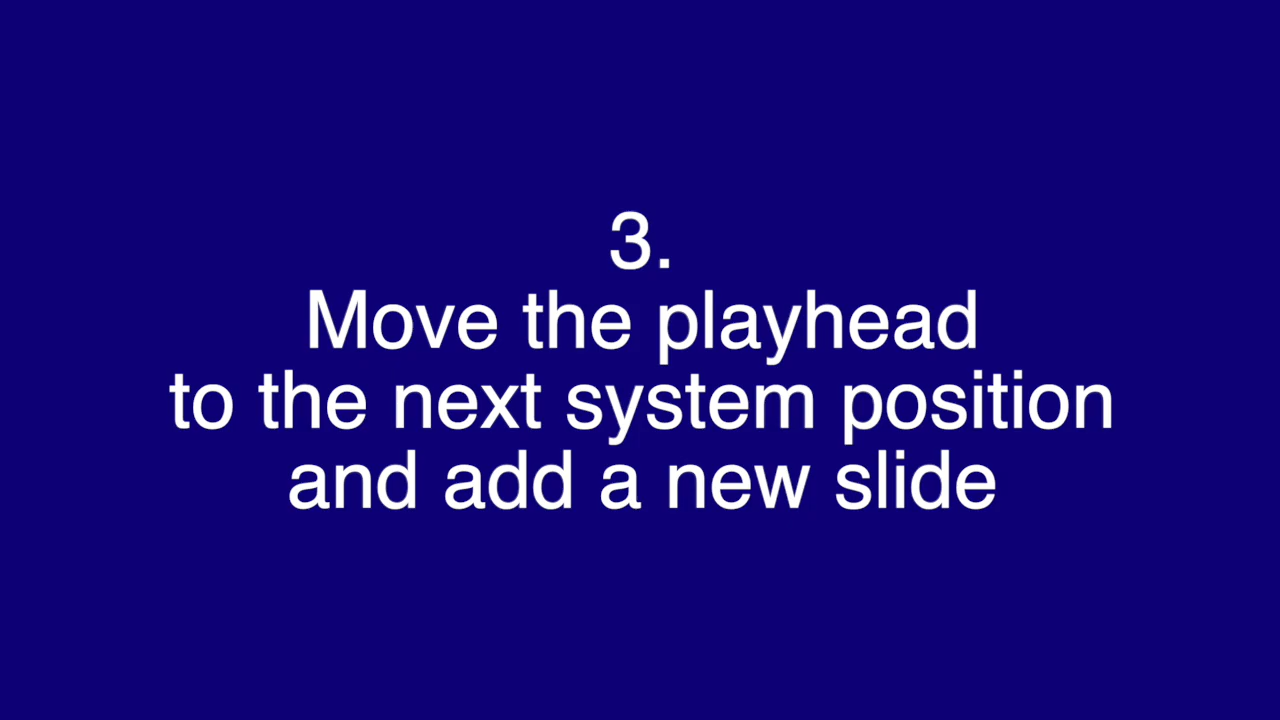 3.
Move the playhead
to the next system position
and add a new slide